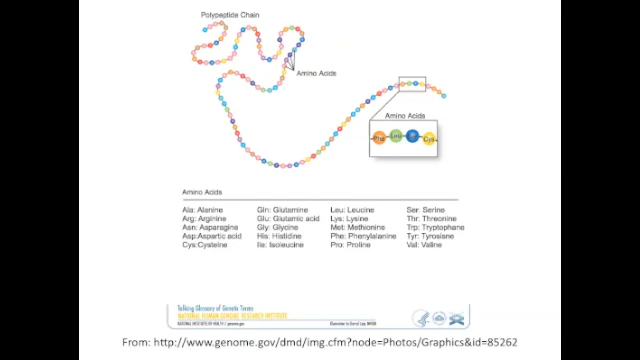 Polypeptide Chain
Amino Acids
Amino Acids
Phe Leu Cys
Amino Acids
Ala: Alanine Gln: Glutamine Leu: Leucine Ser: Serine
Arg: Arginine Glu: Glutamic acid Lys: Lysine Thr: Threonine
Asn: Asparagine Gly: Glycine Met: Methionine Trp: Tryptophane
Asp:Aspartic acid His: Histidine Phe: Phenylalanine Tyr: Tyrosisne
Cys:Cysteine Ile: Isoleucine Pro: Proline Val: Valine
Talking Glossary of Genetic Terms
NATIONAL HUMAN GENOME RESEARCH INSTITUTE
NATIONAL INSTITUTES OF HEALTH | genome.gov
From: http://www.genome.gov/dmd/img.cfm?node=Photos/Graphics&id=85262